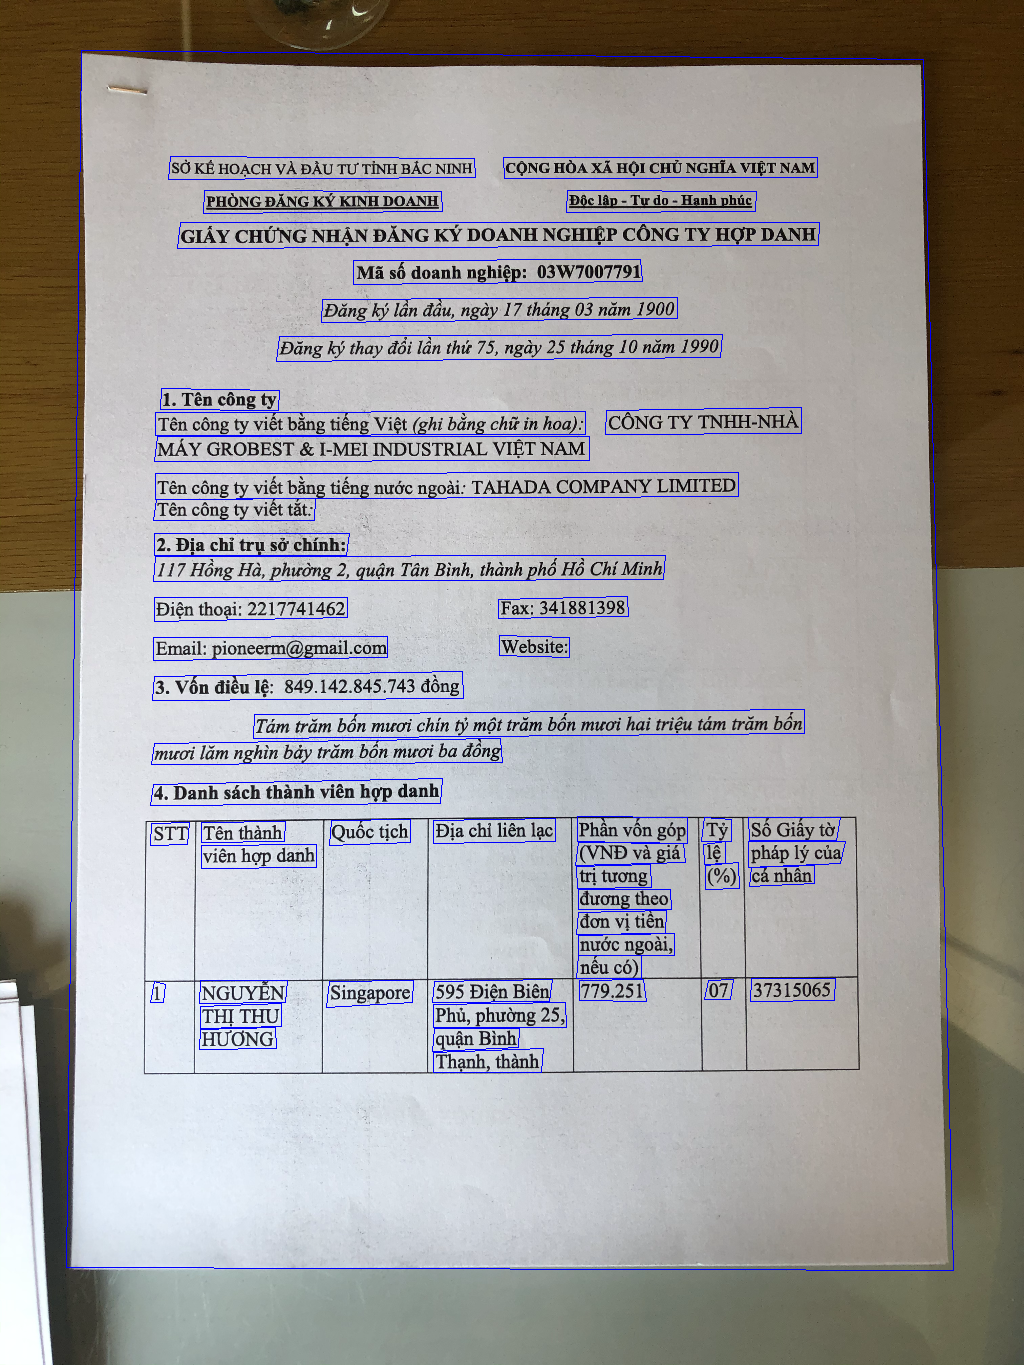 SỞ KẾ HOẠCH VÀ ĐẦU TƯ TỈNH BẮC NINH
CỘNG HÒA XÃ HỘI CHỦ NGHĨA VIỆT NAM
PHÒNG ĐĂNG KÝ KINH DOANH
Độc lập - Tự do - Hạnh phúc
GIẤY CHỨNG NHẬN ĐĂNG KÝ DOANH NGHIỆP CÔNG TY HỢP DANH
Mã số doanh nghiệp: 03W7007791
Đăng ký lần đầu, ngày 17 tháng 03 năm 1900
Đăng ký thay đổi lần thứ 75, ngày 25 tháng 10 năm 1990
1. Tên công ty
Tên công ty viết bằng tiếng Việt (ghi bằng chữ in hoa): CÔNG TY TNHH-NHÀ
MÁY GROBEST & I-MEI INDUSTRIAL VIỆT NAM
Tên công ty viết bằng tiếng nước ngoài: TAHADA COMPANY LIMITED
Tên công ty viết tắt:
2. Địa chỉ trụ sở chính:
117 Hồng Hà, phường 2, quận Tân Bình, thành phố Hồ Chí Minh
Điện thoại: 2217741462
Fax: 341881398
Email: pioneerm@gmail.com
Website:
3. Vốn điều lệ: 849.142.845.743 đồng
Tám trăm bốn mươi chín tỷ một trăm bốn mươi hai triệu tám trăm bốn
mươi lăm nghìn bảy trăm bốn mươi ba đồng
4. Danh sách thành viên hợp danh
STT
Tên thành
viên hợp danh
Quốc tịch
Địa chỉ liên lạc
Phần vốn góp
(VNĐ và giá
trị tương
đương theo
đơn vị tiền
nước ngoài,
nếu có)
Tỷ
lệ
(%)
Số Giấy tờ
pháp lý của
cá nhân
1
NGUYỄN
THỊ THU
HƯƠNG
Singapore
595 Điện Biên
Phủ, phường 25,
quận Bình
Thạnh, thành
779.251
07
37315065